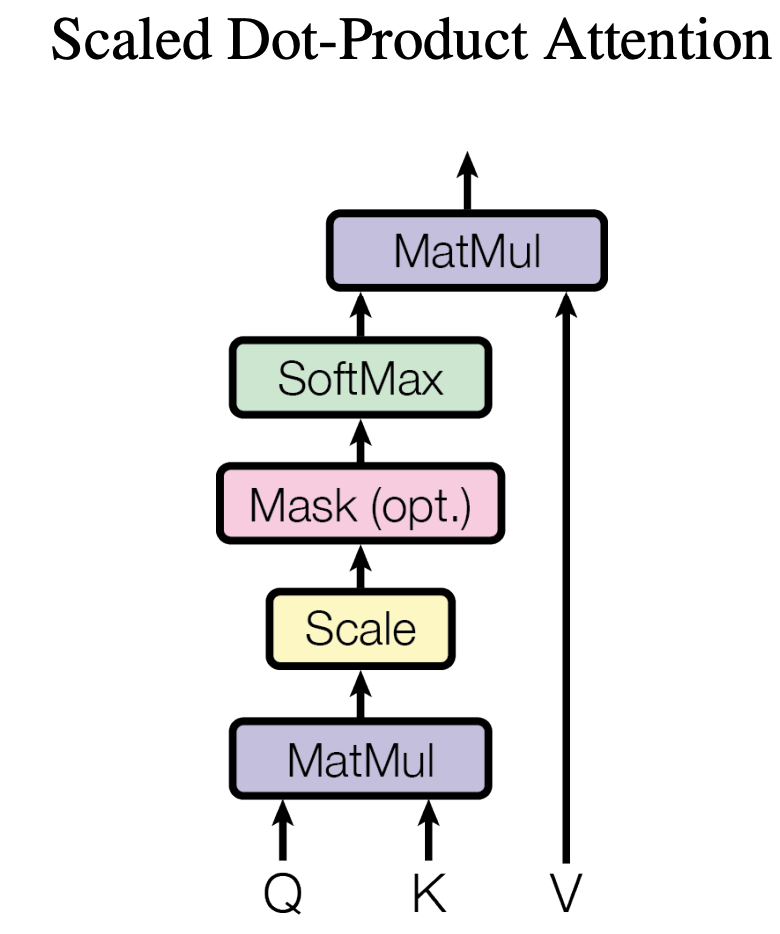 Scaled Dot-Product Attention
MatMul
SoftMax
Mask (opt.)
Scale
MatMul
Q K V